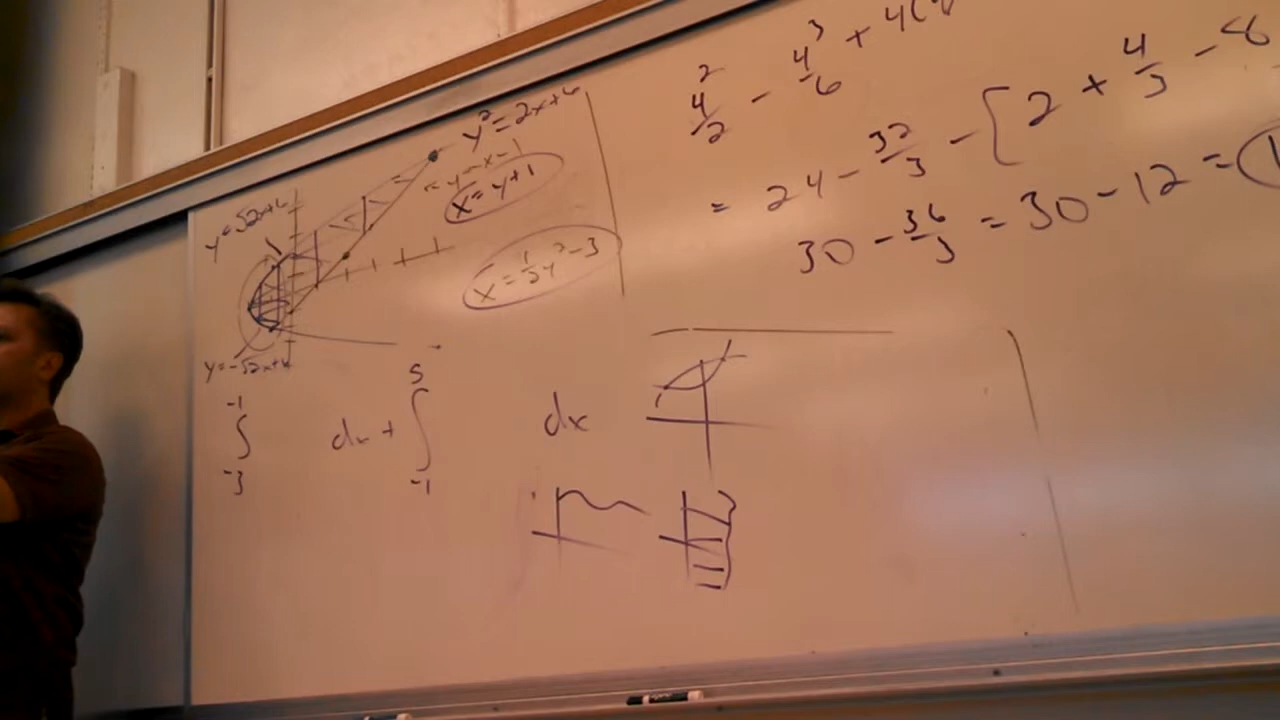 y² = 2x+6
y = x-1
x = y+1
y = √2x+6
x = ½y² - 3
y = -√2x+6
∫ -3 -1 dx + ∫ -1 5 dx
4²/2 - 4³/6 + 4(
= 24 - 32/3 - [2 + 4/3 - 8
30 - 36/3 = 30 - 12 =